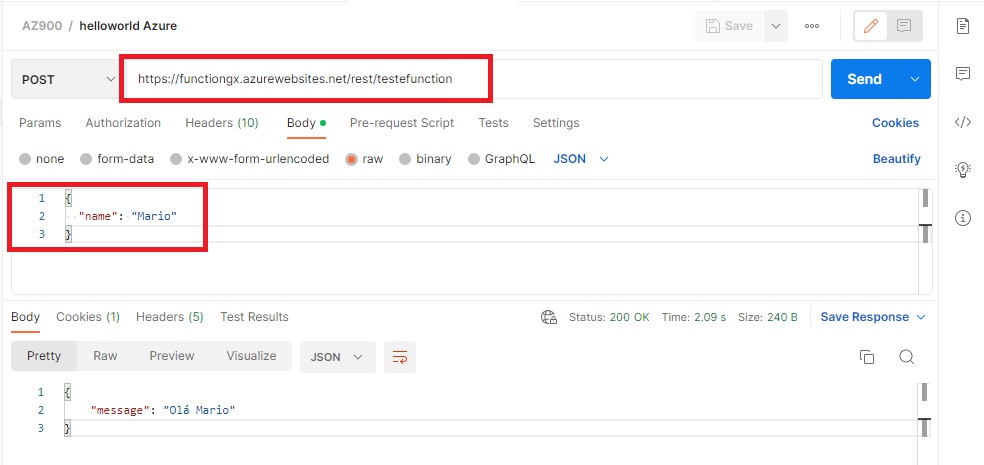 AZ900 / helloworld Azure
Save
POST
https://functiongx.azurewebsites.net/rest/testefunction
Send
Params Authorization Headers (10) Body Pre-request Script Tests Settings Cookies
none form-data x-www-form-urlencoded raw binary GraphQL JSON Beautify
1 {
2 "name": "Mario"
3 }
Body Cookies (1) Headers (5) Test Results Status: 200 OK Time: 2.09 s Size: 240 B Save Response
Pretty Raw Preview Visualize JSON
1 {
2 "message": "Olá Mario"
3 }